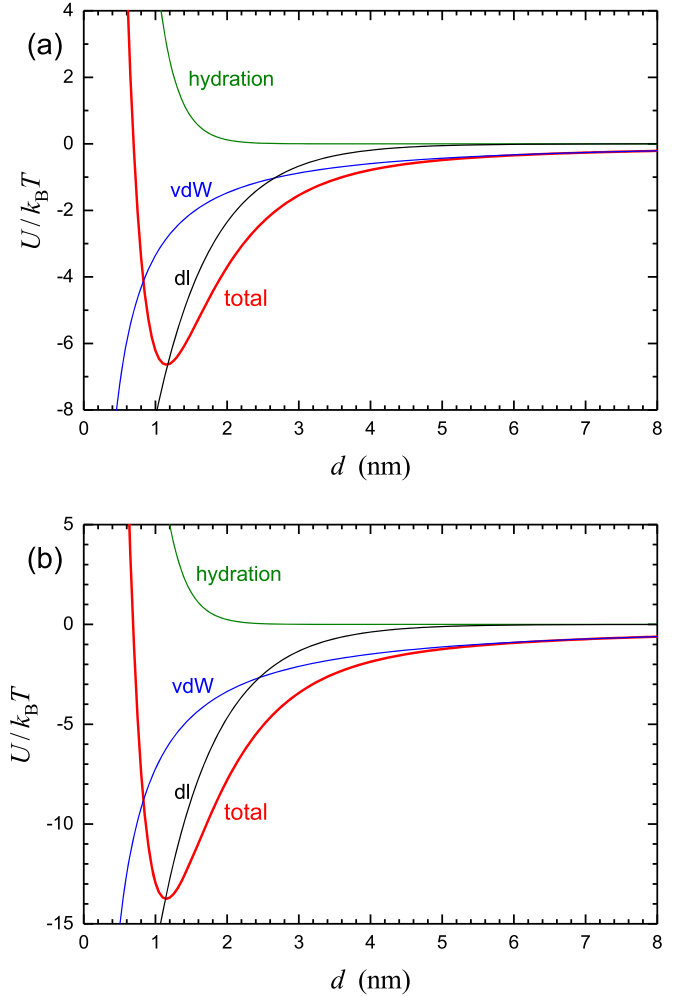 (a)
4
2
0
-2
-4
-6
-8
U/k_BT
hydration
vdW
dl
total
0 1 2 3 4 5 6 7 8
d (nm)
(b)
5
0
-5
-10
-15
U/k_BT
hydration
vdW
dl
total
0 1 2 3 4 5 6 7 8
d (nm)